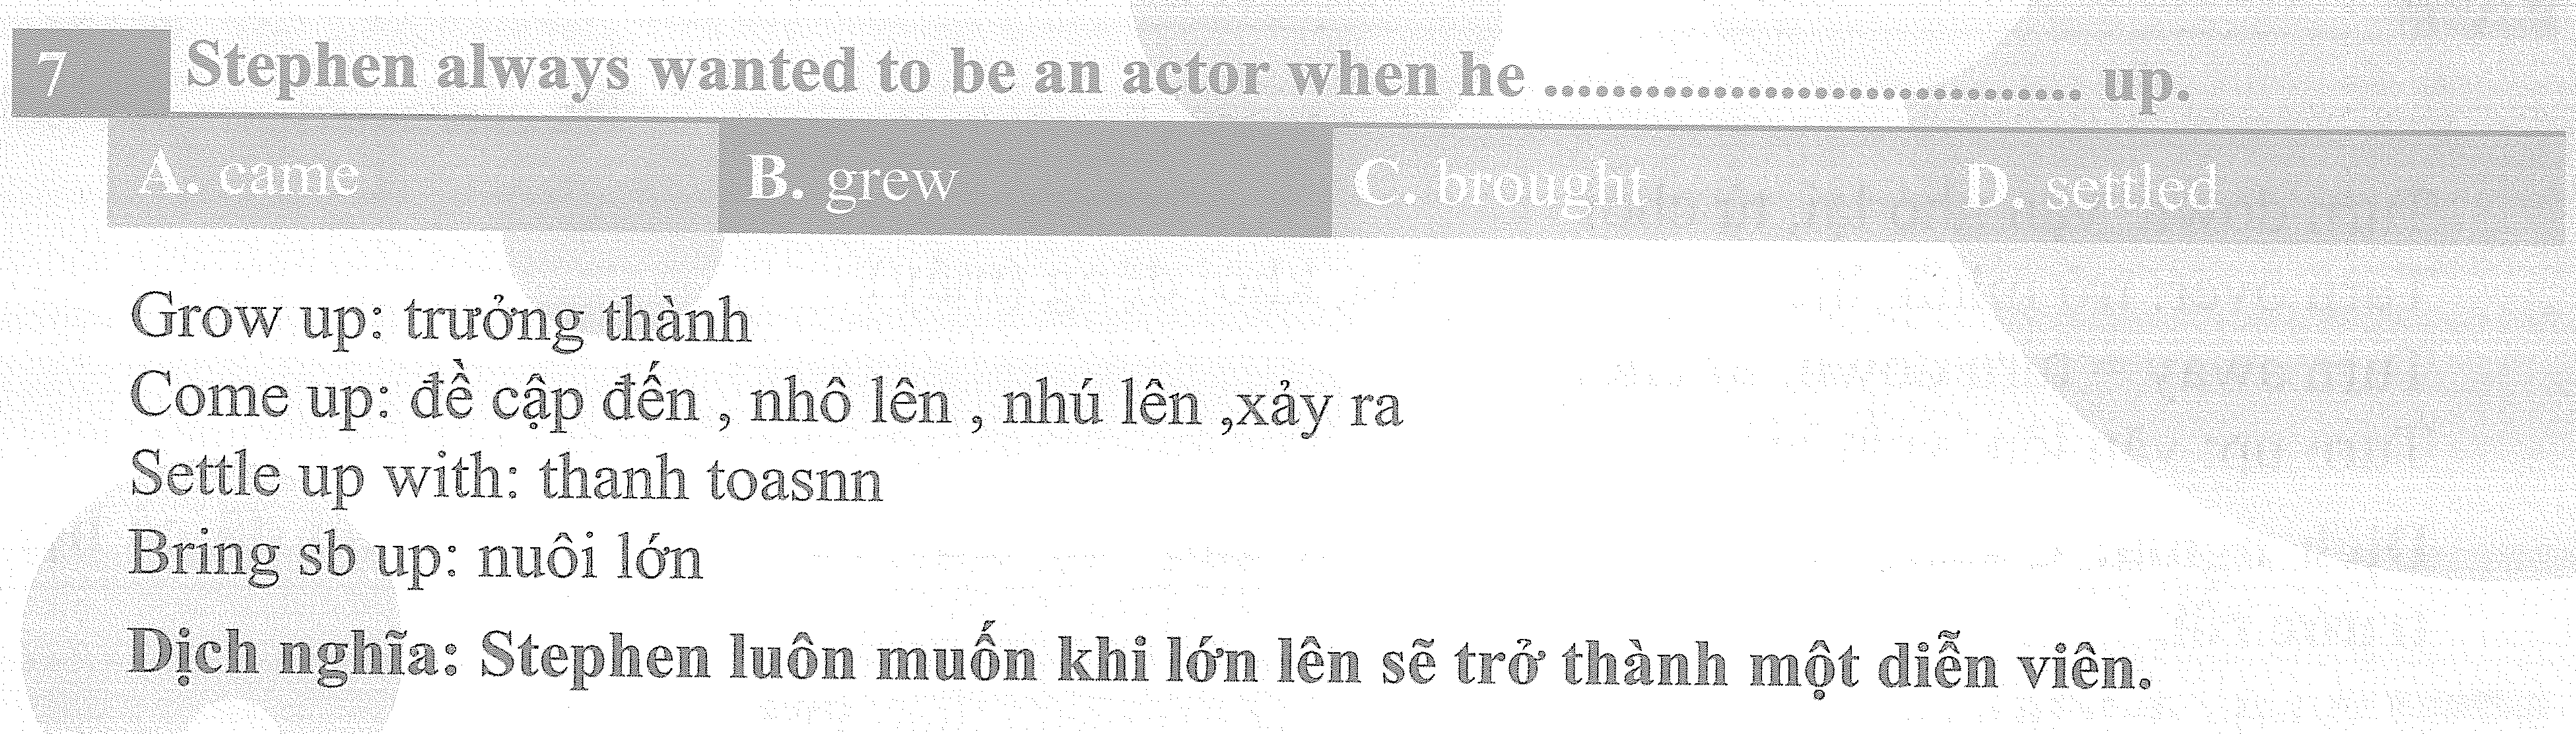 7 Stephen always wanted to be an actor when he ................................ up.
A. came B. grew C. brought D. settled
Grow up: trưởng thành
Come up: đề cập đến , nhô lên , nhú lên ,xảy ra
Settle up with: thanh toasnn
Bring sb up: nuôi lớn
Dịch nghĩa: Stephen luôn muốn khi lớn lên sẽ trở thành một diễn viên.